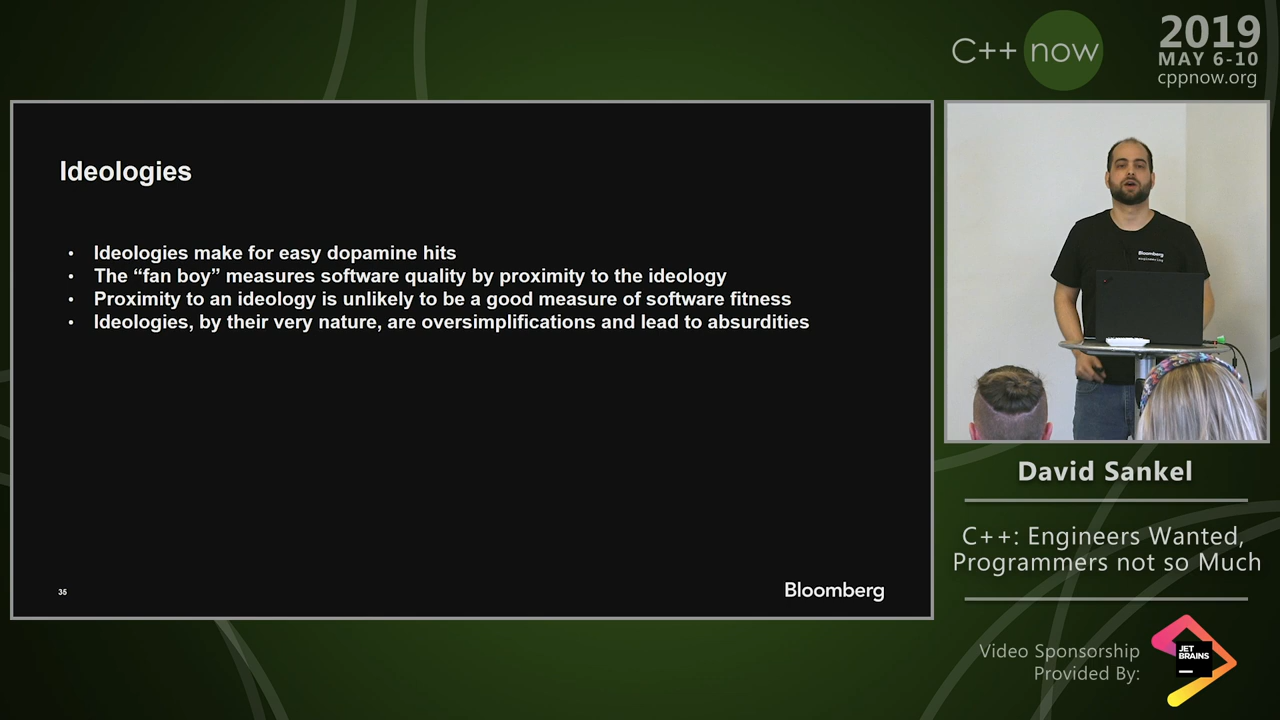 C++ now
2019
MAY 6-10
cppnow.org
Ideologies
• Ideologies make for easy dopamine hits
• The “fan boy” measures software quality by proximity to the ideology
• Proximity to an ideology is unlikely to be a good measure of software fitness
• Ideologies, by their very nature, are oversimplifications and lead to absurdities
35
Bloomberg
Bloomberg
David Sankel
C++: Engineers Wanted,
Programmers not so Much
Video Sponsorship
Provided By:
JET
BRAINS